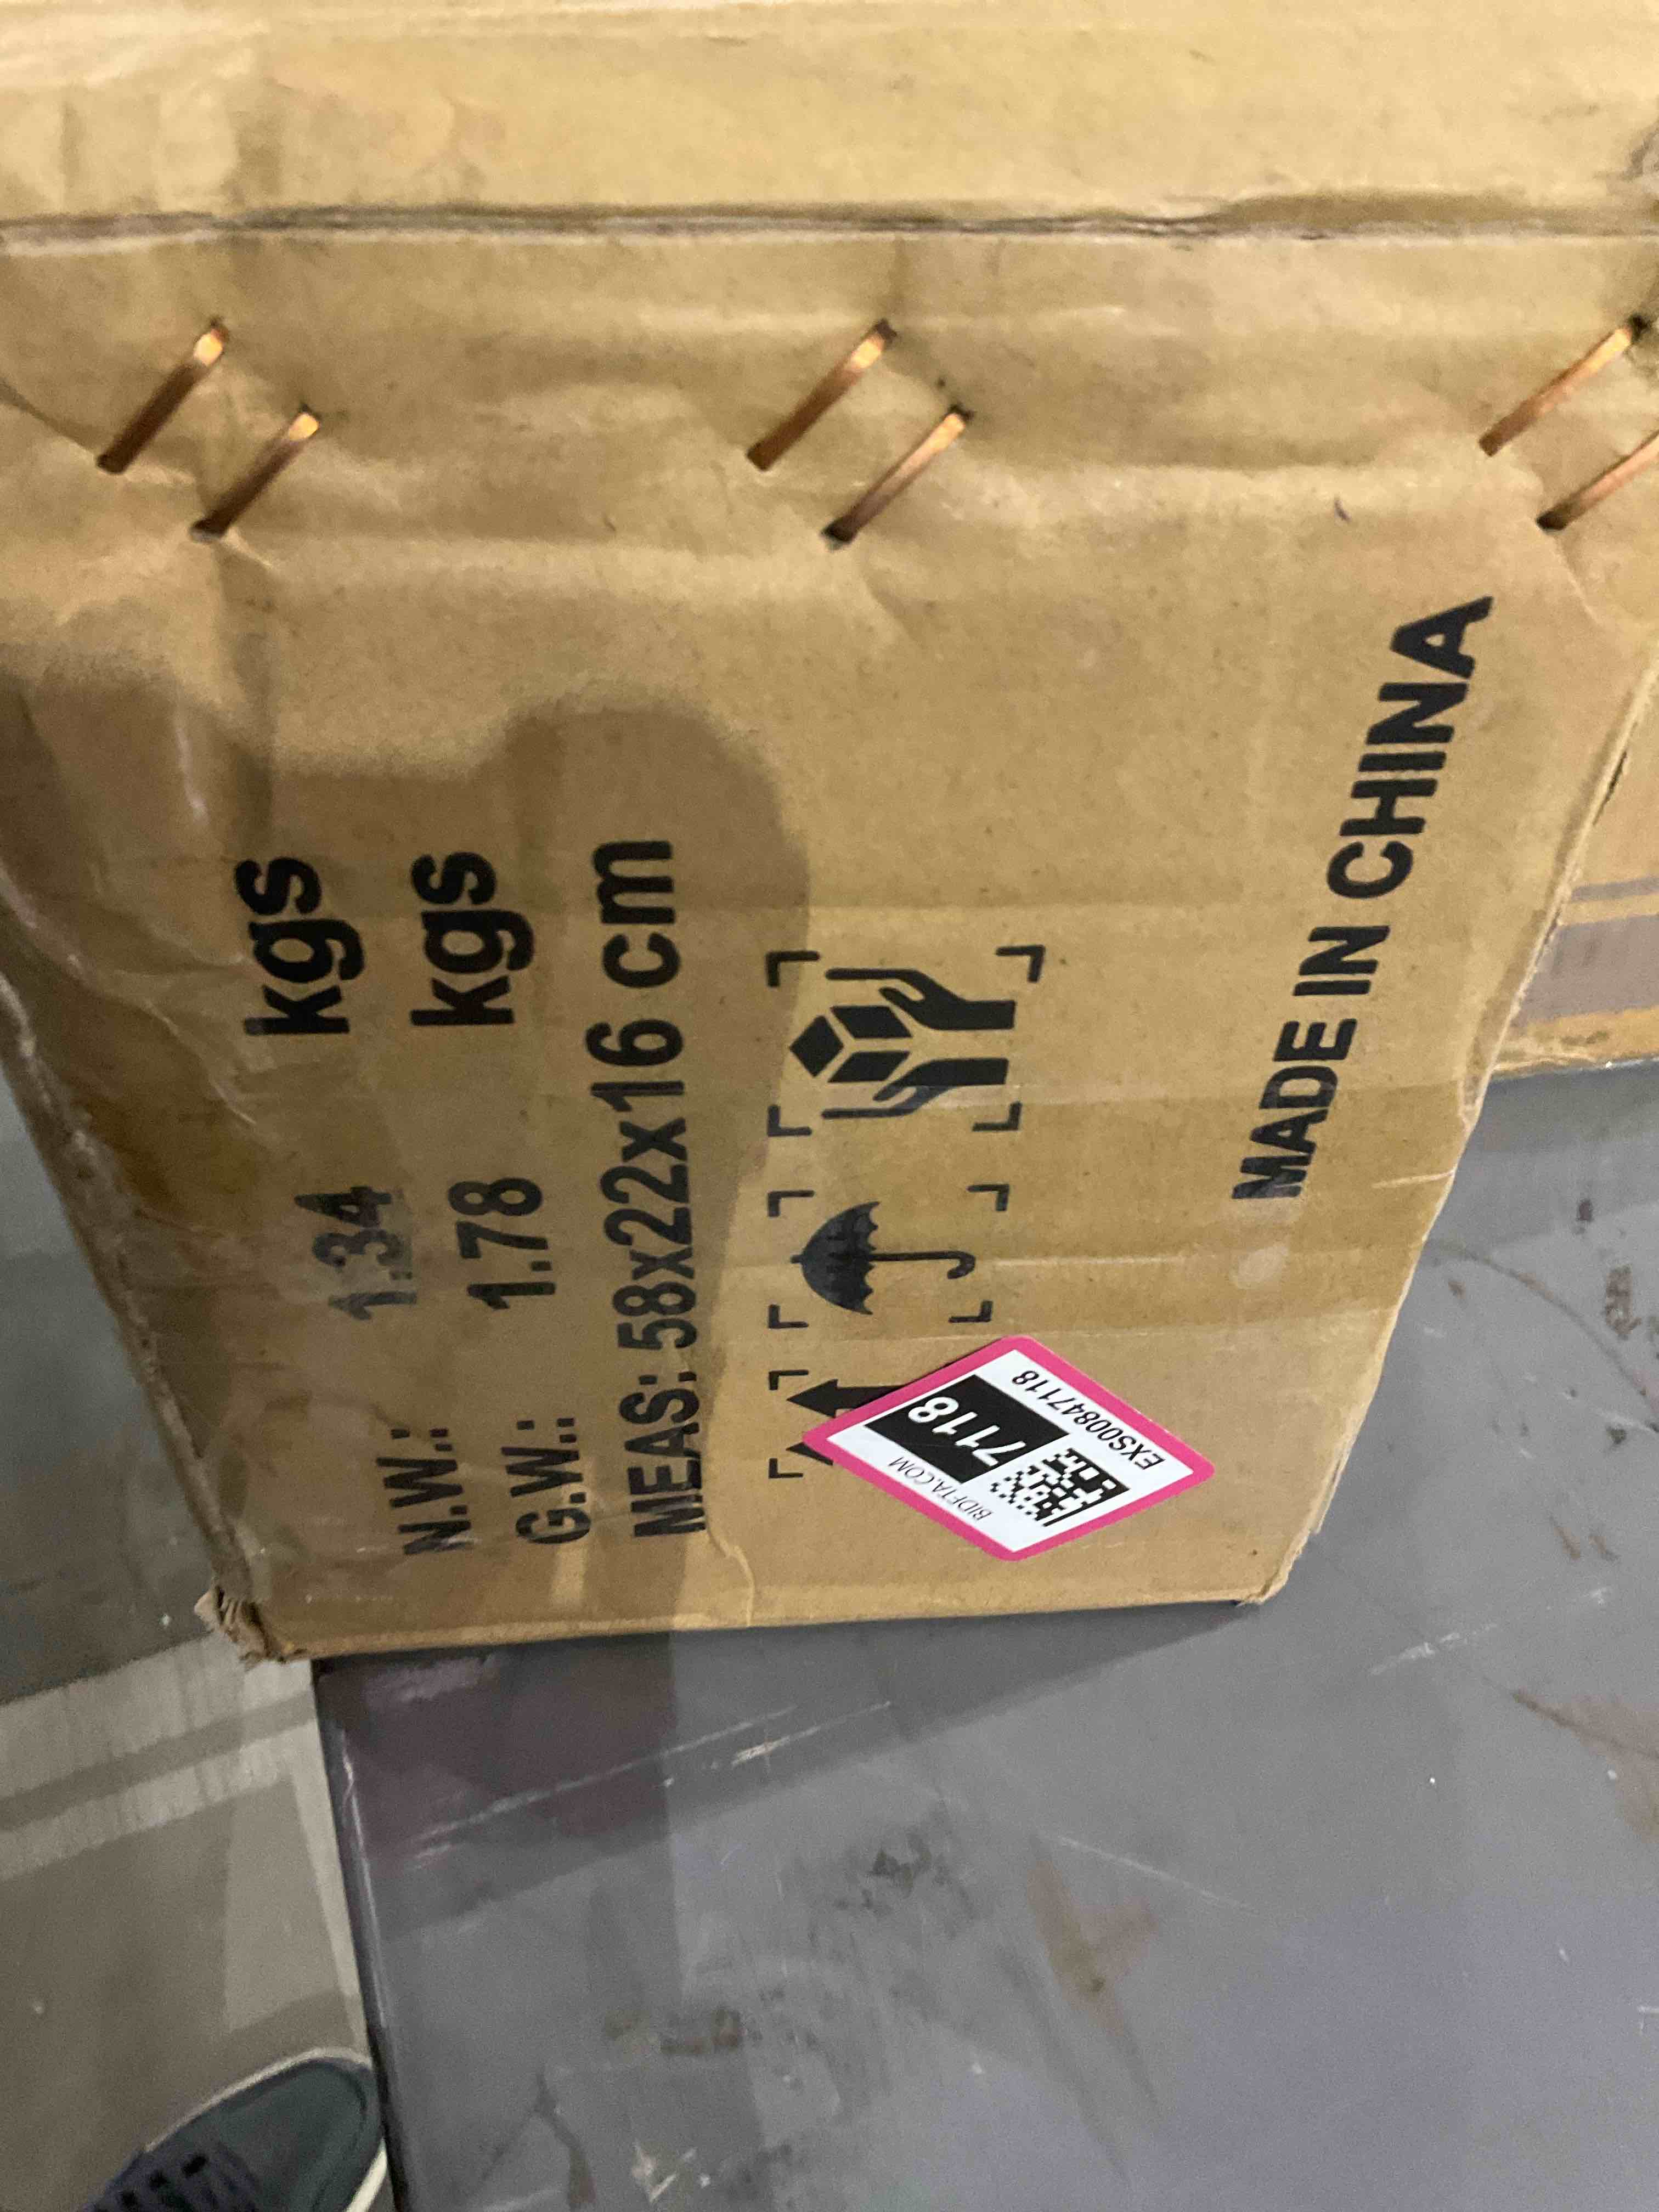 N.W.: 1.34 kgs
G.W.: 1.78 kgs
MEAS: 58x22x16 cm
BIDFTA.COM
7118
EXS00847118
MADE IN CHINA